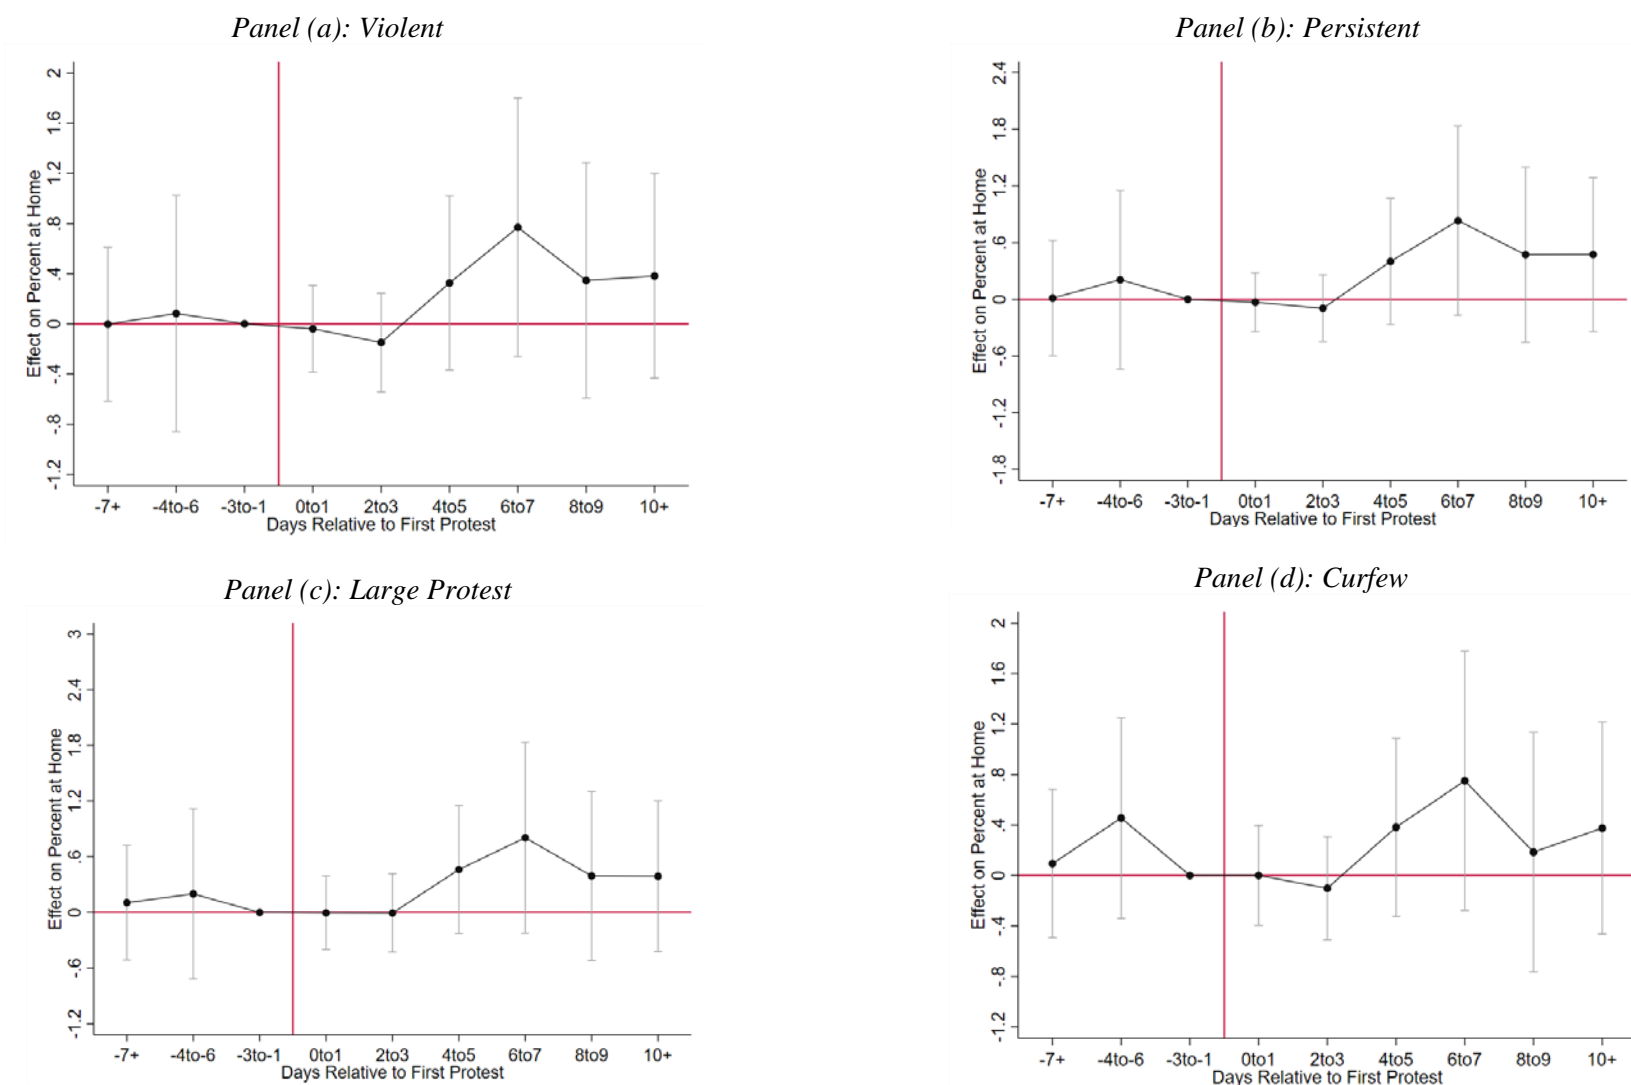 Panel (a): Violent
Effect on Percent at Home
2
1.6
1.2
.8
.4
0
-.4
-.8
-1.2
-7+ -4to-6 -3to-1 0to1 2to3 4to5 6to7 8to9 10+
Days Relative to First Protest
Panel (b): Persistent
Effect on Percent at Home
2.4
1.8
1.2
.6
0
-.6
-1.2
-1.8
-7+ -4to-6 -3to-1 0to1 2to3 4to5 6to7 8to9 10+
Days Relative to First Protest
Panel (c): Large Protest
Effect on Percent at Home
3
2.4
1.8
1.2
.6
0
-.6
-1.2
-7+ -4to-6 -3to-1 0to1 2to3 4to5 6to7 8to9 10+
Days Relative to First Protest
Panel (d): Curfew
Effect on Percent at Home
2
1.6
1.2
.8
.4
0
-.4
-.8
-1.2
-7+ -4to-6 -3to-1 0to1 2to3 4to5 6to7 8to9 10+
Days Relative to First Protest